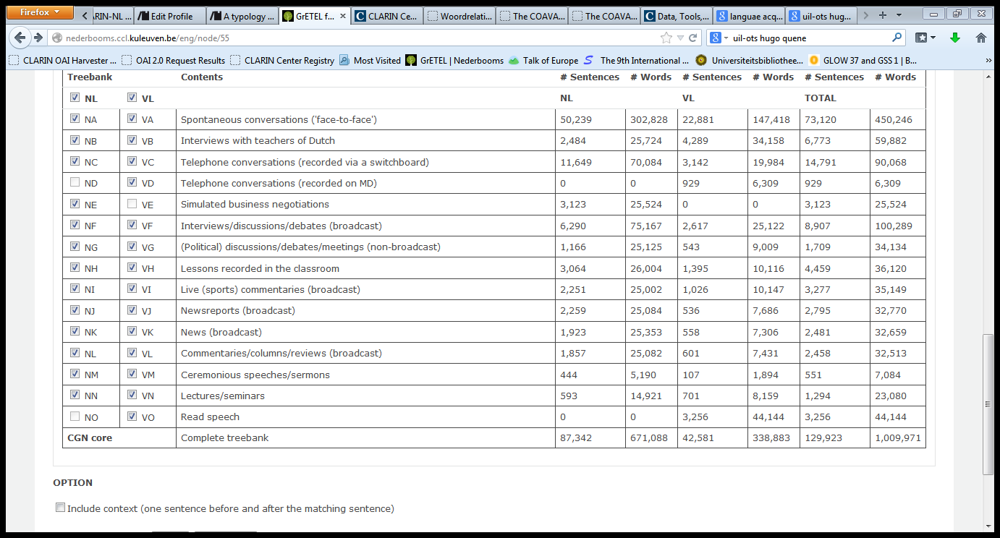 Firefox
ARIN-NL ... Edit Profile A typology ... GrETEL f... CLARIN Ce... Woordrelati... The COAVA... The COAVA... Data, Tools,... languae acq... uil-ots hug...
nederbooms.ccl.kuleuven.be/eng/node/55 uil-ots hugo quene
CLARIN OAI Harvester ... OAI 2.0 Request Results CLARIN Center Registry Most Visited GrETEL | Nederbooms Talk of Europe The 9th International ... Universiteitsbibliothee... GLOW 37 and GSS 1 | B... »
Treebank Contents # Sentences # Words # Sentences # Words # Sentences # Words
NL VL NL VL TOTAL
NA VA Spontaneous conversations ('face-to-face') 50,239 302,828 22,881 147,418 73,120 450,246
NB VB Interviews with teachers of Dutch 2,484 25,724 4,289 34,158 6,773 59,882
NC VC Telephone conversations (recorded via a switchboard) 11,649 70,084 3,142 19,984 14,791 90,068
ND VD Telephone conversations (recorded on MD) 0 0 929 6,309 929 6,309
NE VE Simulated business negotiations 3,123 25,524 0 0 3,123 25,524
NF VF Interviews/discussions/debates (broadcast) 6,290 75,167 2,617 25,122 8,907 100,289
NG VG (Political) discussions/debates/meetings (non-broadcast) 1,166 25,125 543 9,009 1,709 34,134
NH VH Lessons recorded in the classroom 3,064 26,004 1,395 10,116 4,459 36,120
NI VI Live (sports) commentaries (broadcast) 2,251 25,002 1,026 10,147 3,277 35,149
NJ VJ Newsreports (broadcast) 2,259 25,084 536 7,686 2,795 32,770
NK VK News (broadcast) 1,923 25,353 558 7,306 2,481 32,659
NL VL Commentaries/columns/reviews (broadcast) 1,857 25,082 601 7,431 2,458 32,513
NM VM Ceremonious speeches/sermons 444 5,190 107 1,894 551 7,084
NN VN Lectures/seminars 593 14,921 701 8,159 1,294 23,080
NO VO Read speech 0 0 3,256 44,144 3,256 44,144
CGN core Complete treebank 87,342 671,088 42,581 338,883 129,923 1,009,971
OPTION
Include context (one sentence before and after the matching sentence)